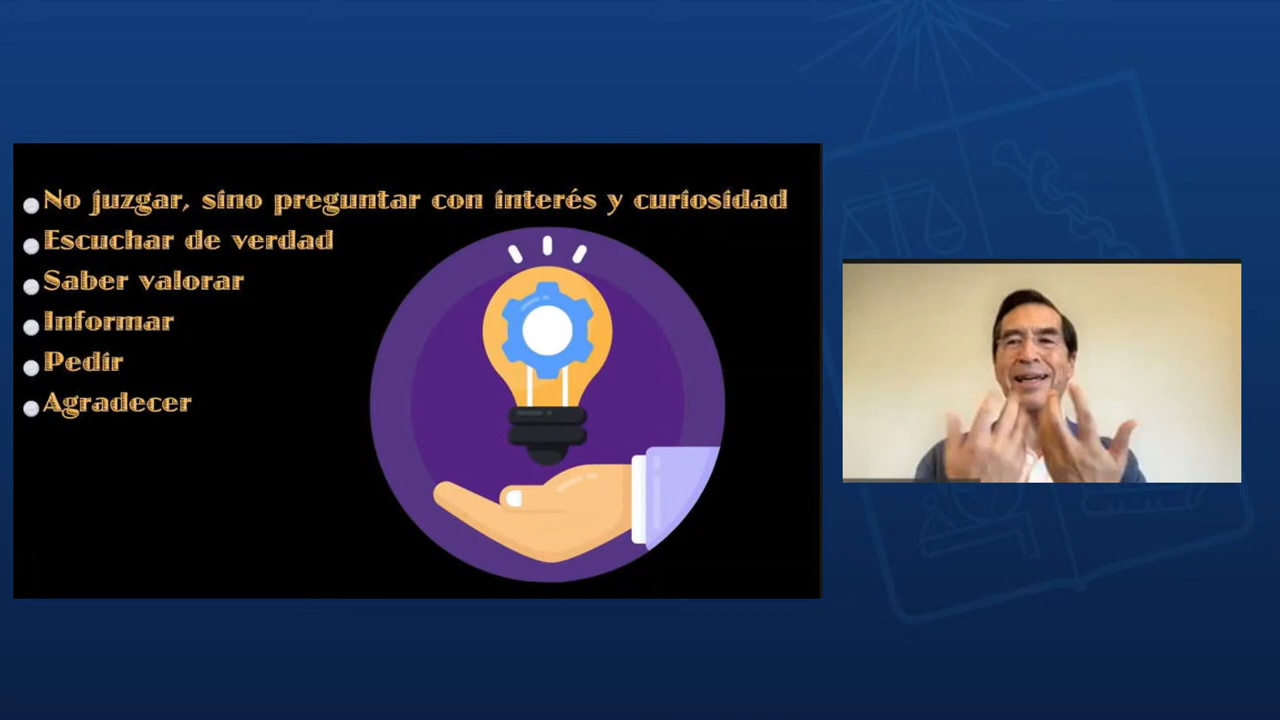 No juzgar, sino preguntar con interés y curiosidad
Escuchar de verdad
Saber valorar
Informar
Pedir
Agradecer